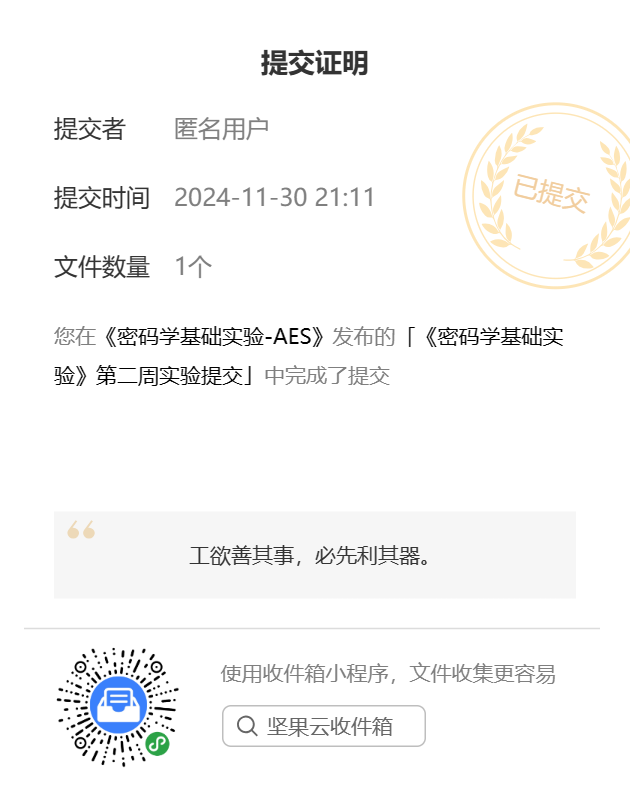 提交证明
提交者 匿名用户
已提交
提交时间 2024-11-30 21:11
文件数量 1个
您在《密码学基础实验-AES》发布的「《密码学基础实
验》第二周实验提交」中完成了提交
工欲善其事，必先利其器。
使用收件箱小程序，文件收集更容易
坚果云收件箱